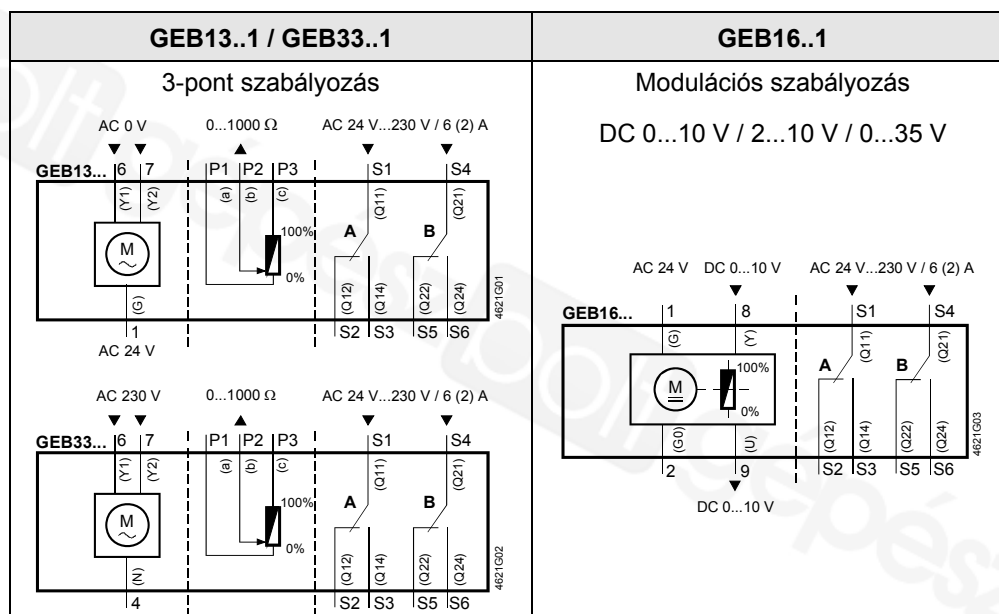 GEB13..1 / GEB33..1
3-pont szabályozás
AC 0 V 0...1000 Ω AC 24 V...230 V / 6 (2) A
GEB13... 6 7 P1 P2 P3 S1 S4
(Y1) (Y2) (a) (b) (c) (Q11) (Q21)
M ~ 100% 0% A B
(G) (Q12) (Q14) (Q22) (Q24)
1 S2 S3 S5 S6
AC 24 V
4621G01
AC 230 V 0...1000 Ω AC 24 V...230 V / 6 (2) A
GEB33... 6 7 P1 P2 P3 S1 S4
(Y1) (Y2) (a) (b) (c) (Q11) (Q21)
M ~ 100% 0% A B
(N) (Q12) (Q14) (Q22) (Q24)
4 S2 S3 S5 S6
4621G02
GEB16..1
Modulációs szabályozás
DC 0...10 V / 2...10 V / 0...35 V
AC 24 V DC 0...10 V AC 24 V...230 V / 6 (2) A
GEB16... 1 8 S1 S4
(G) (Y) (Q11) (Q21)
M 100% 0% A B
(G0) (U) (Q12) (Q14) (Q22) (Q24)
2 9 S2 S3 S5 S6
DC 0...10 V
4621G03